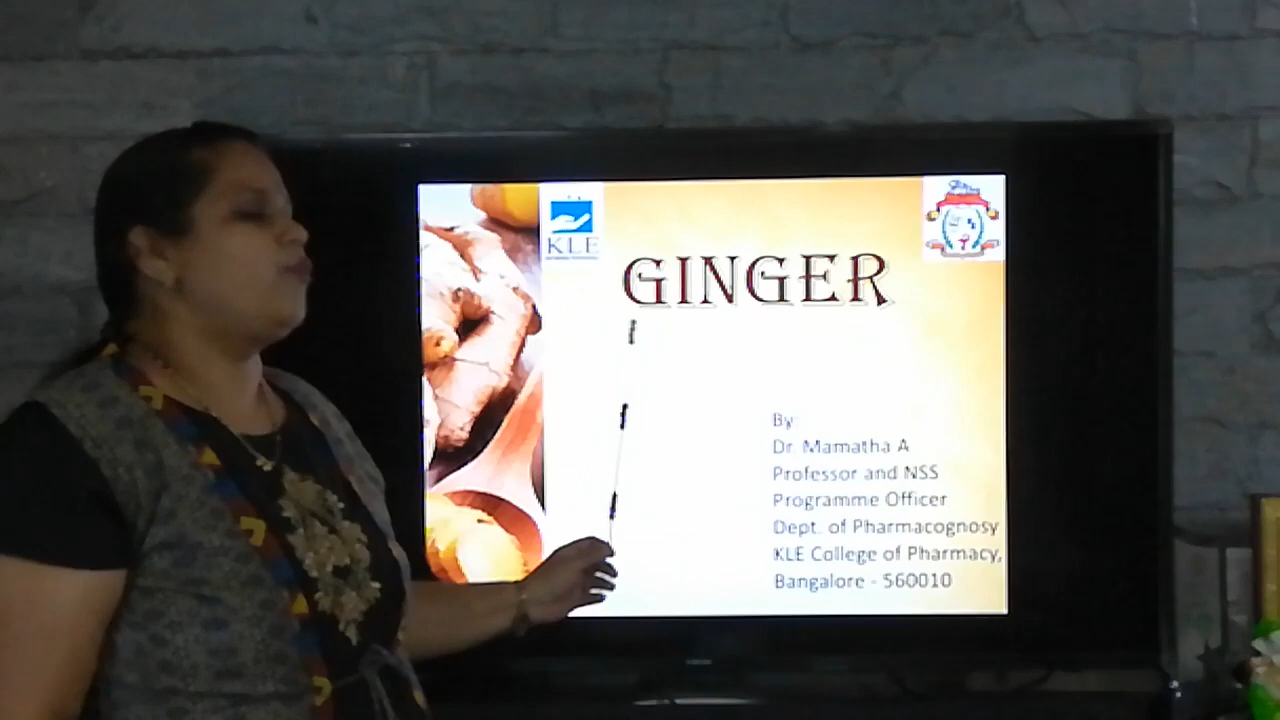 KLE
GINGER
By:
Dr. Mamatha A
Professor and NSS
Programme Officer
Dept. of Pharmacognosy
KLE College of Pharmacy,
Bangalore - 560010